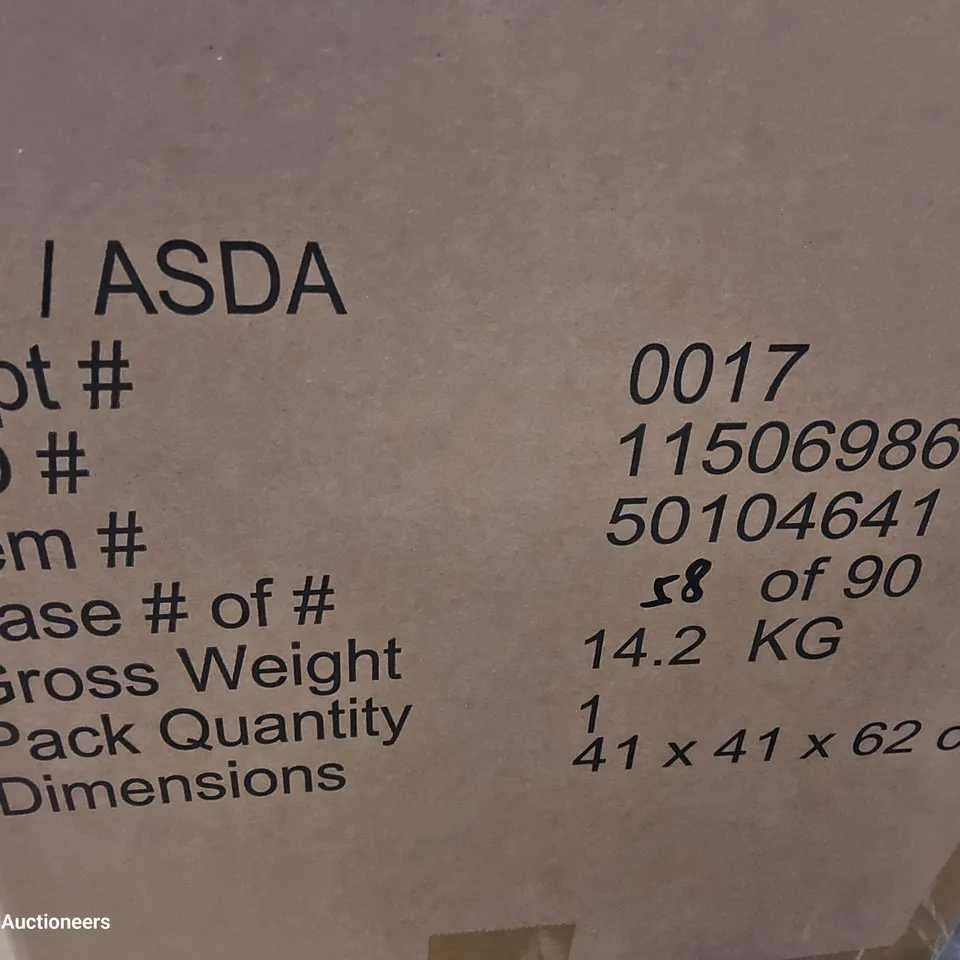 / ASDA
pt # 0017
# 11506986
em # 50104641
ase # of # 58 of 90
Gross Weight 14.2 KG
Pack Quantity 1
Dimensions 41 x 41 x 62 c
Auctioneers